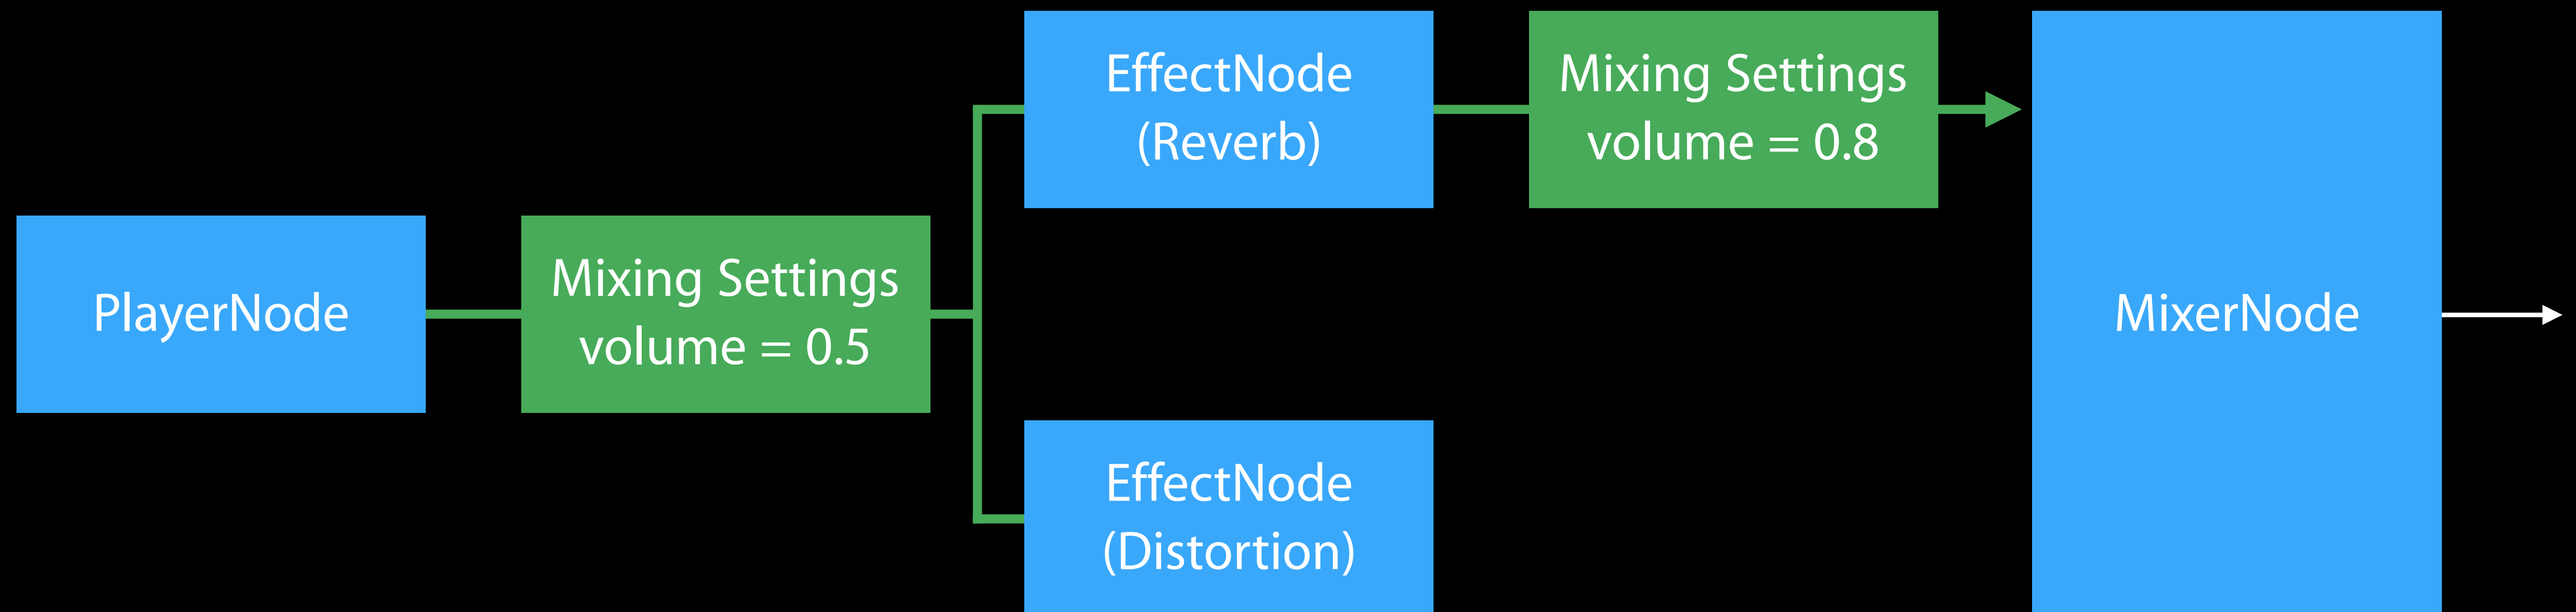 PlayerNode
Mixing Settings
volume = 0.5
EffectNode
(Reverb)
Mixing Settings
volume = 0.8
EffectNode
(Distortion)
MixerNode